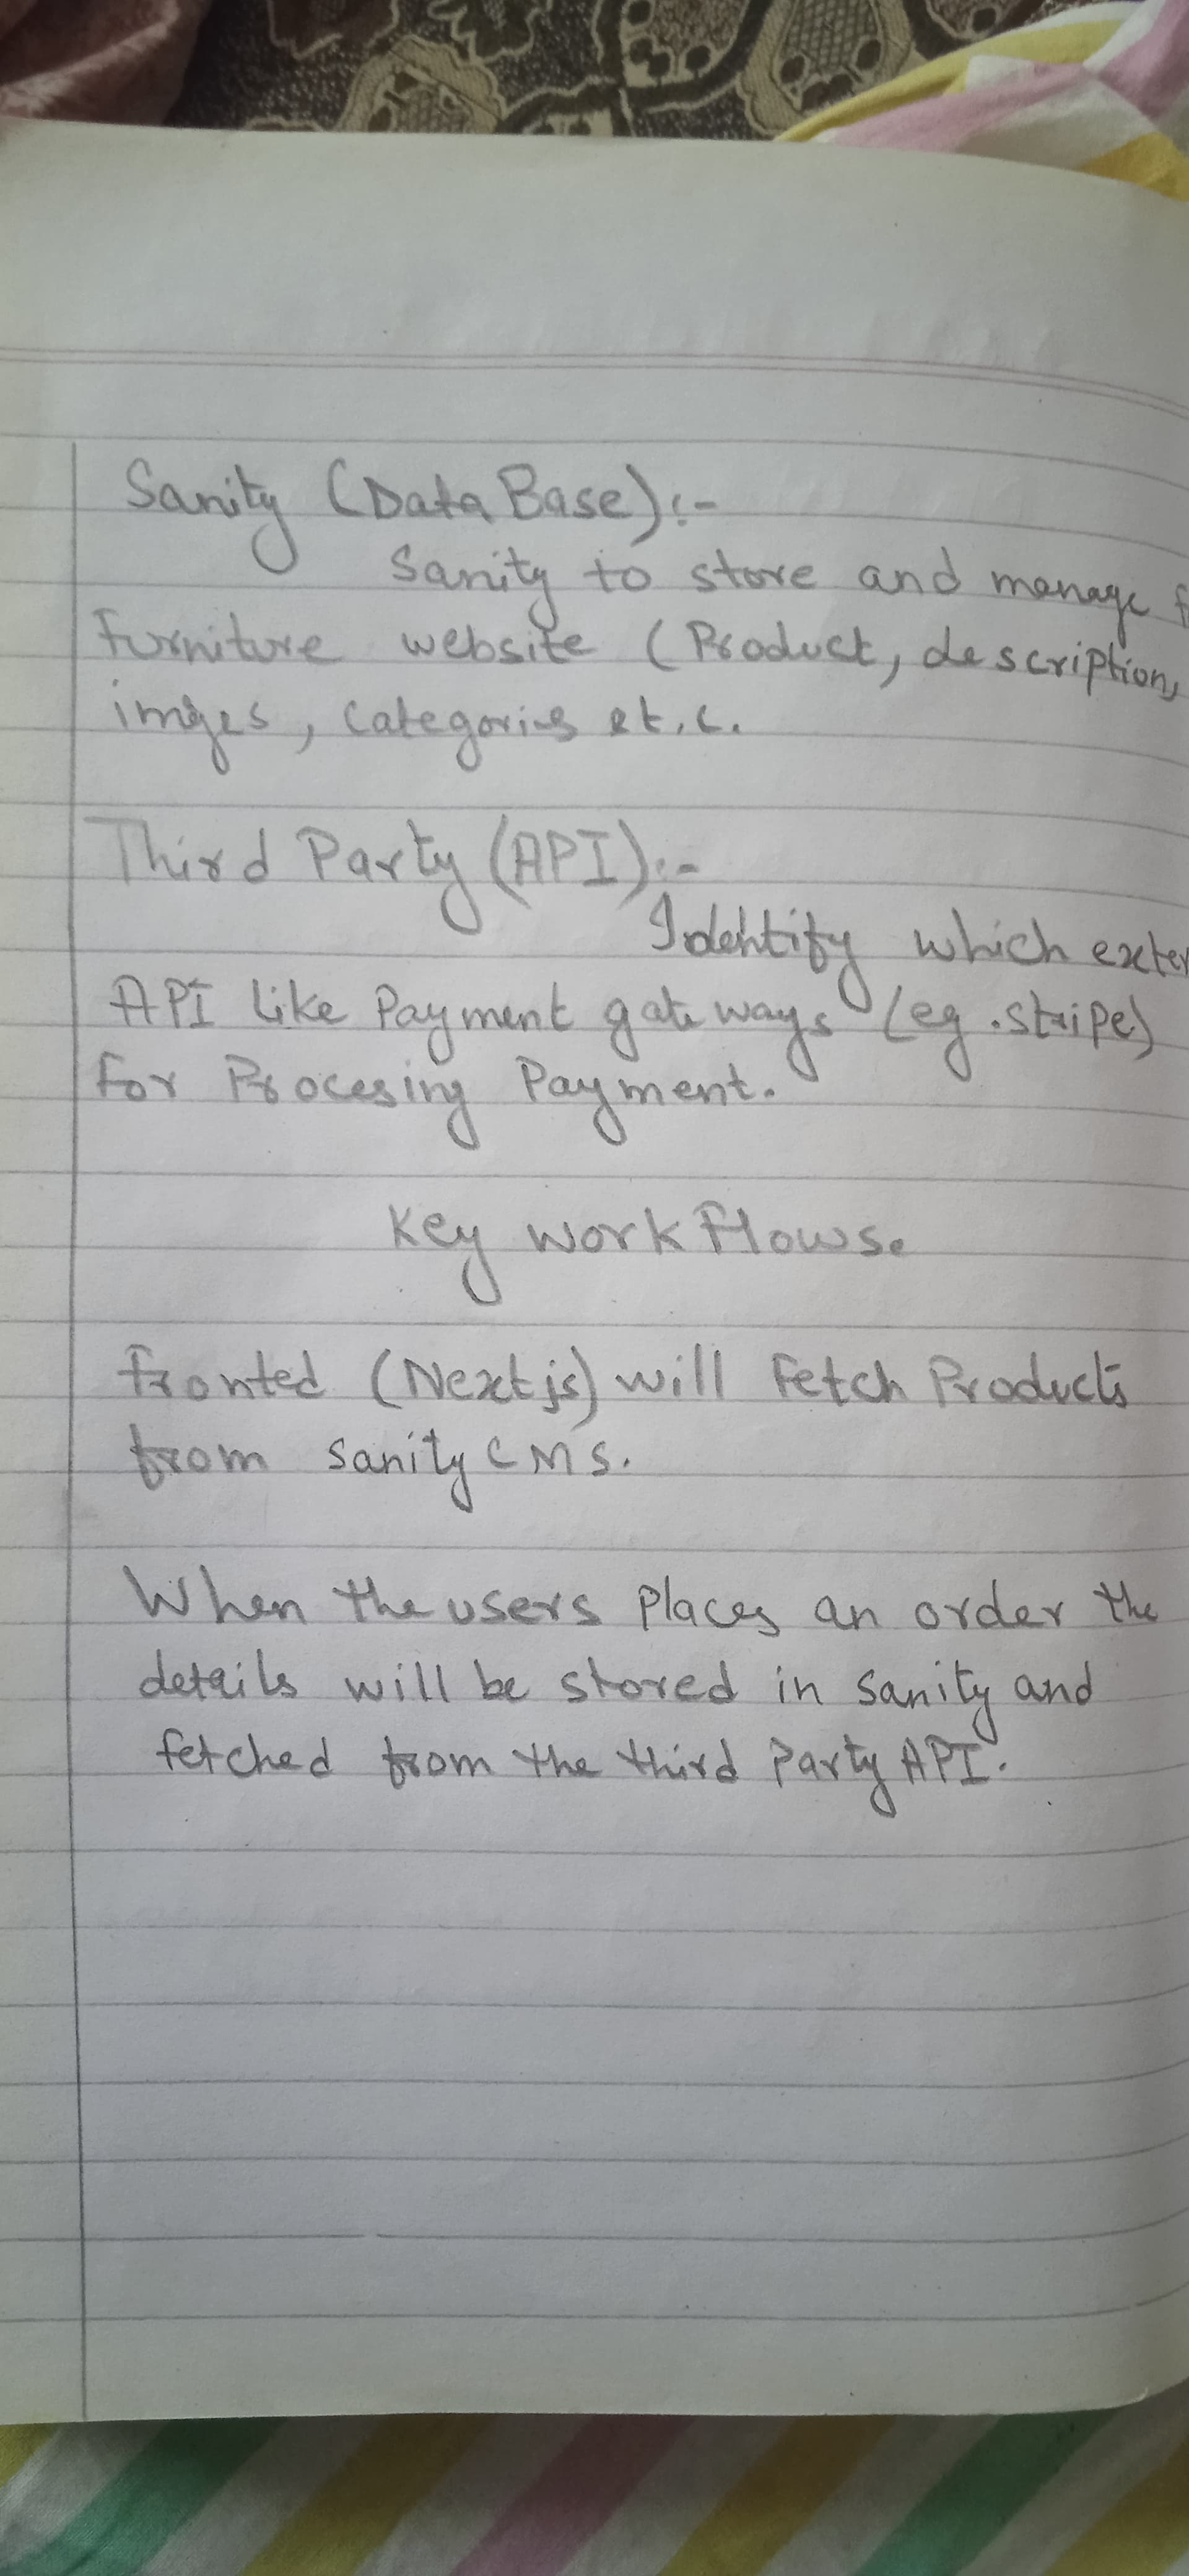 Sanity (Data Base):-
Sanity to store and manage
Furniture website (Product, description,
imges, Categories et.c.
Third Party (API):-
Identify which exter
API like Payment gate ways (eg. stripe)
for Procesing Payment.
Key work Flows.
fronted (Next js) will Fetch Products
from sanity CMS.
When the users Places an order the
details will be stored in sanity and
fetched from the third Party API.